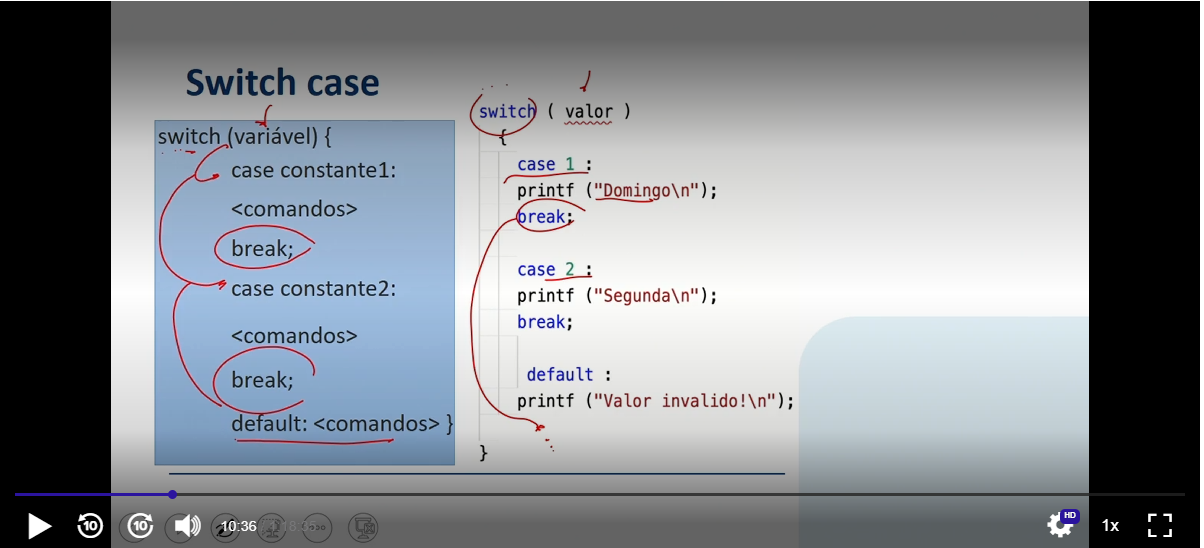 Switch case
switch (variável) {
case constante1:
<comandos>
break;
case constante2:
<comandos>
break;
default: <comandos> }
switch ( valor )
{
case 1 :
printf ("Domingo\n");
break;
case 2 :
printf ("Segunda\n");
break;
default :
printf ("Valor invalido!\n");
}
10
10
10:36
HD
1x